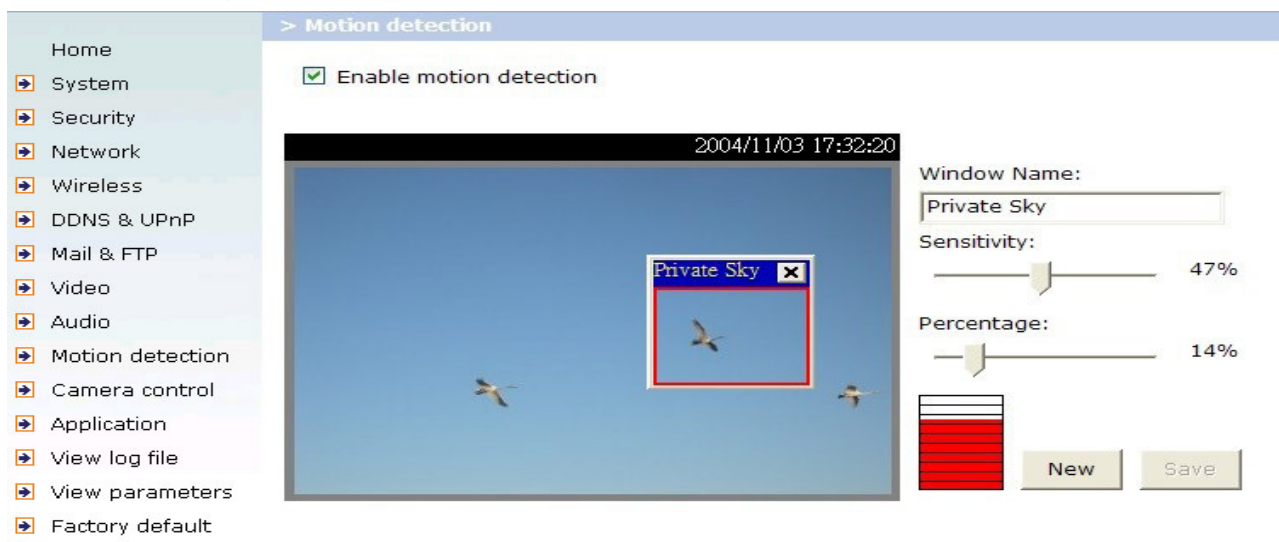 > Motion detection
Home
System
Security
Network
Wireless
DDNS & UPnP
Mail & FTP
Video
Audio
Motion detection
Camera control
Application
View log file
View parameters
Factory default
Enable motion detection
2004/11/03 17:32:20
Private Sky
Window Name:
Private Sky
Sensitivity:
47%
Percentage:
14%
New
Save